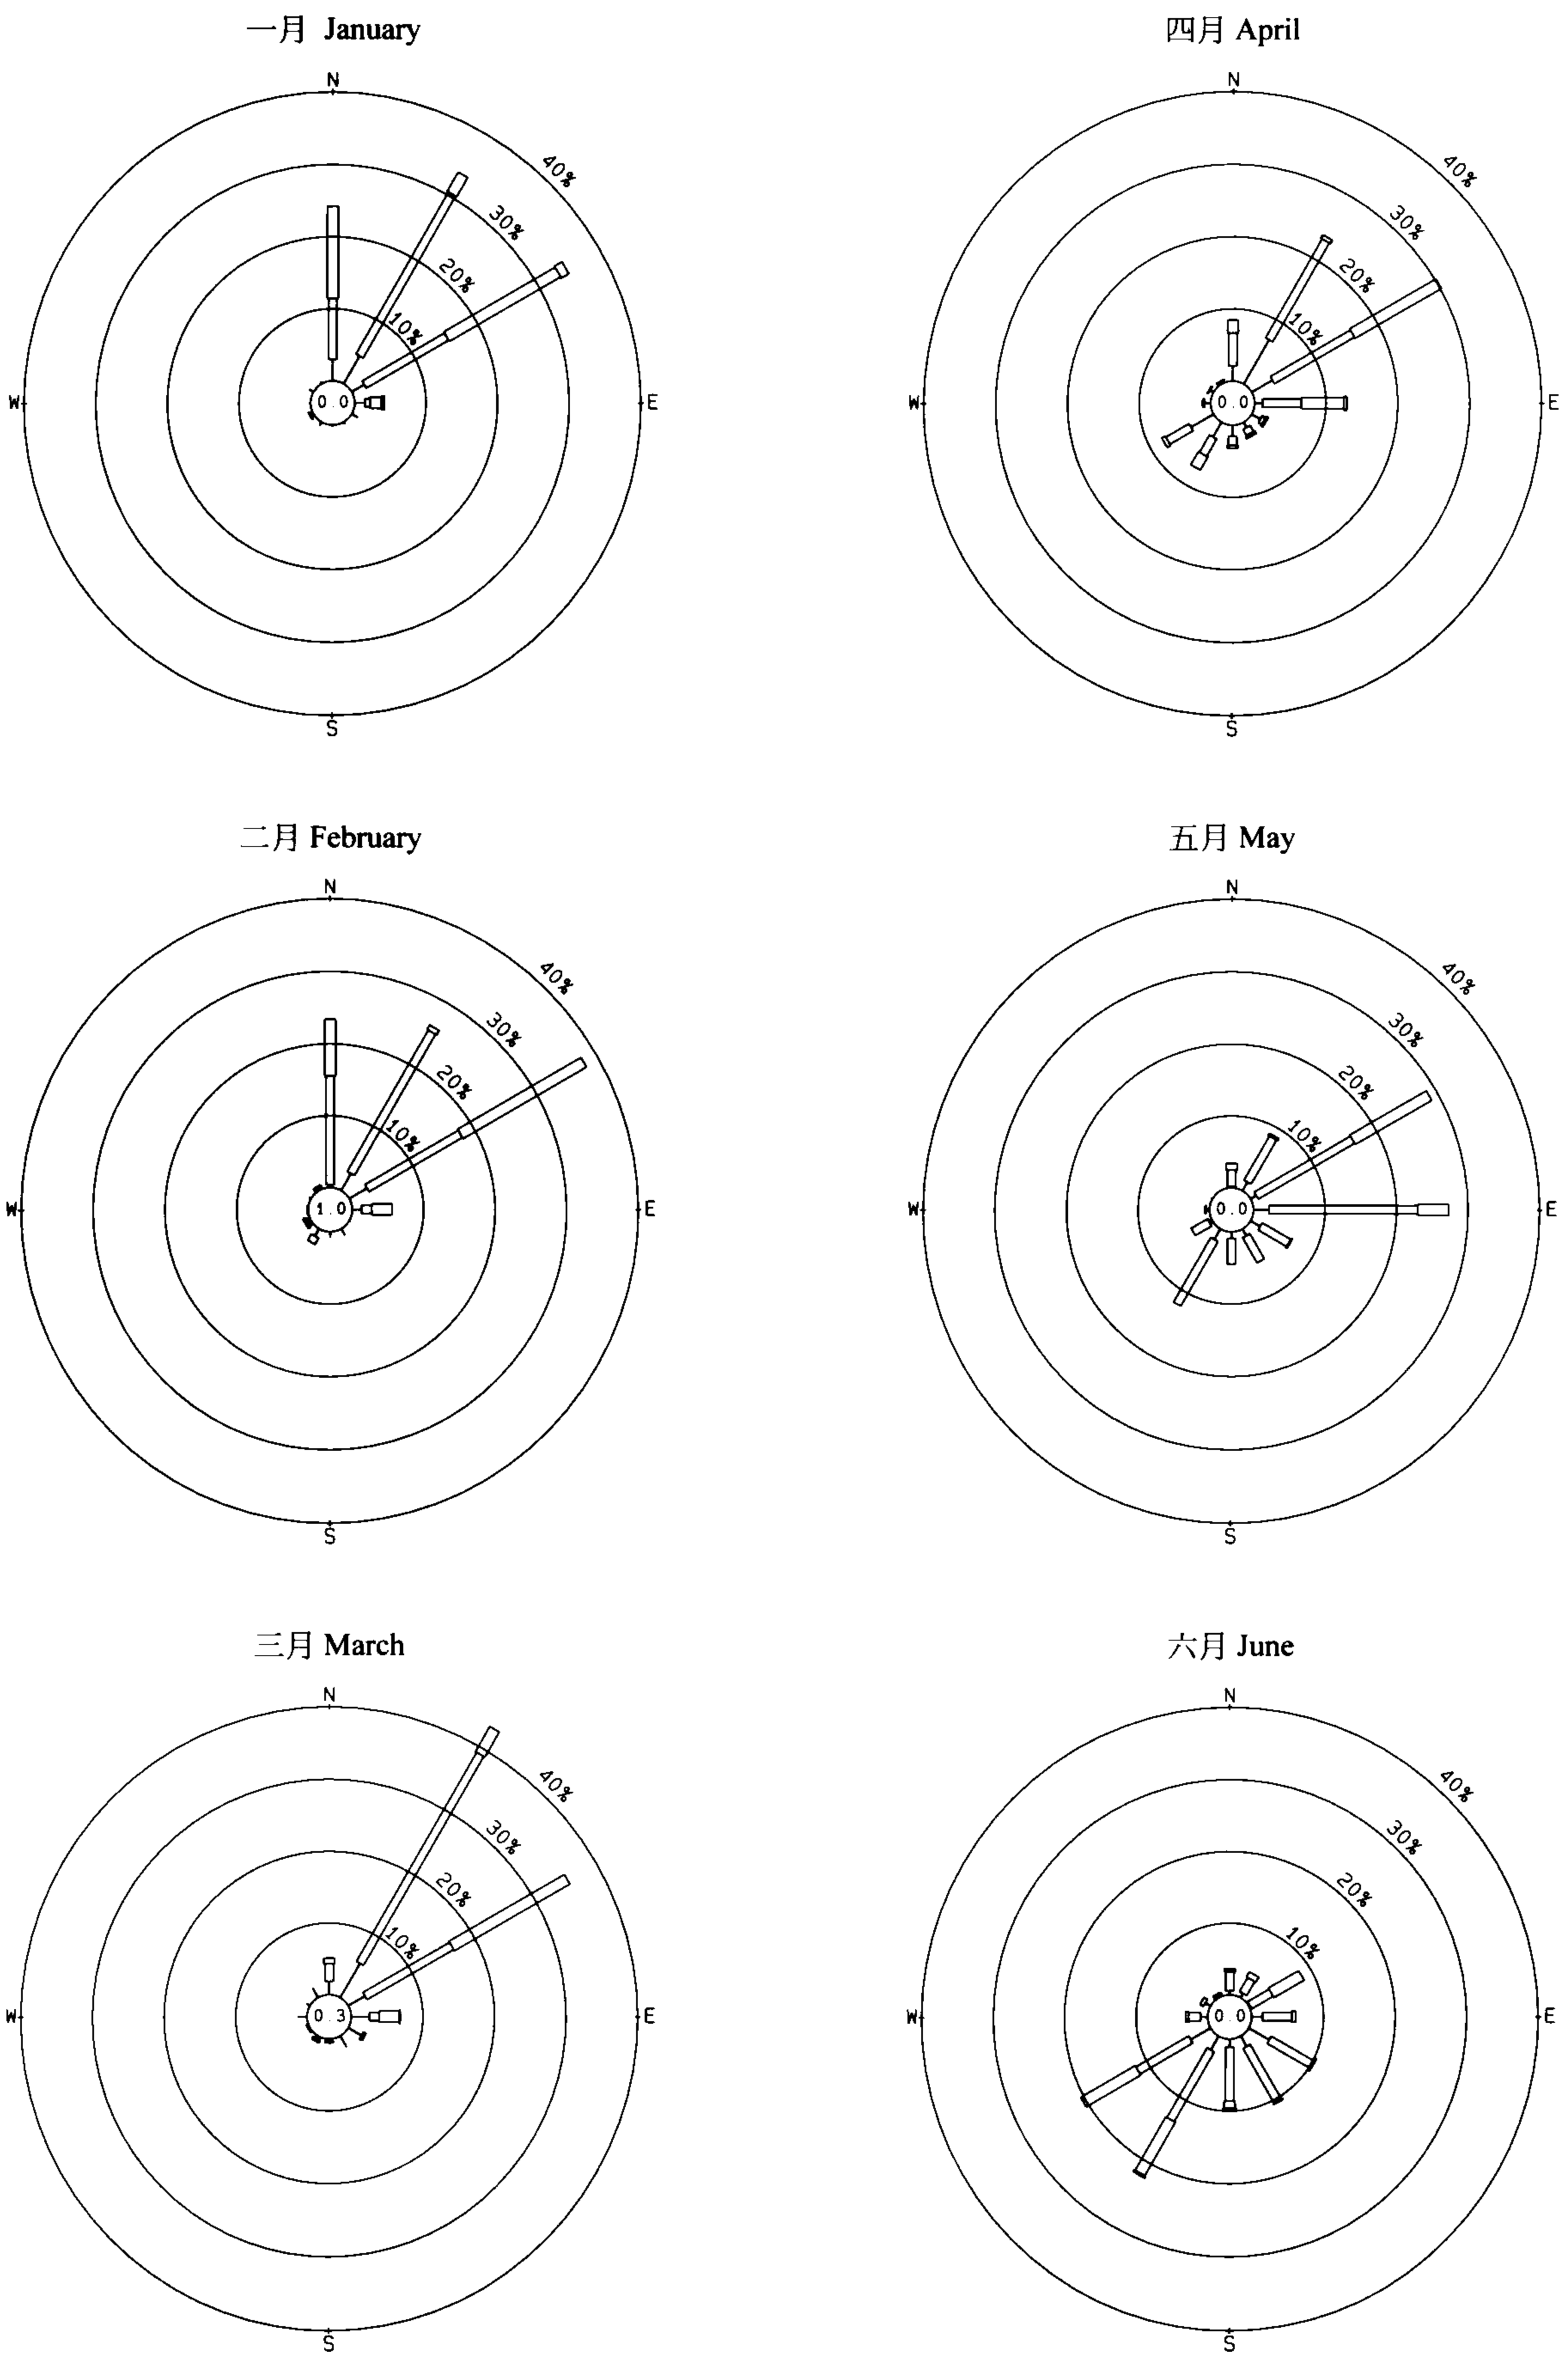 一月 January
N
40%
30%
20%
10%
W
0.0
E
S
四月 April
N
40%
30%
20%
10%
W
0.0
E
S
二月 February
N
40%
30%
20%
10%
W
1.0
E
S
五月 May
N
40%
30%
20%
10%
W
0.0
E
S
三月 March
N
40%
30%
20%
10%
W
0.3
E
S
六月 June
N
40%
30%
20%
10%
W
0.0
E
S